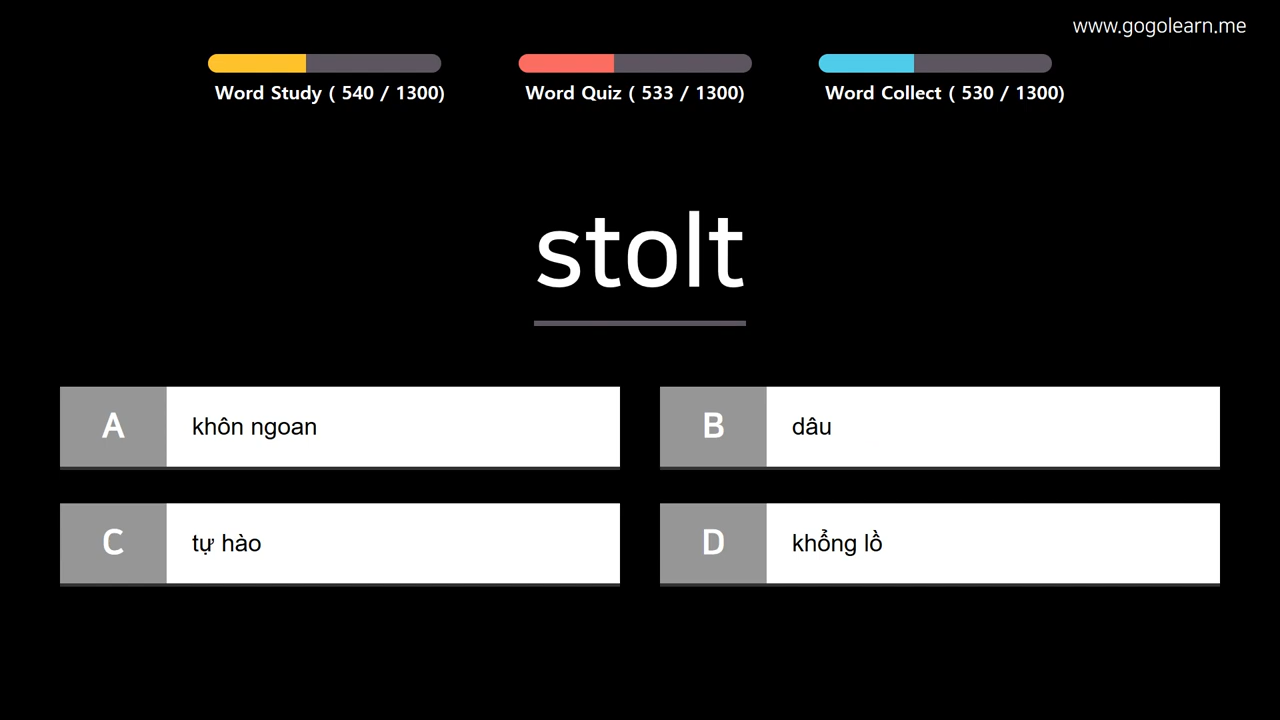 www.gogolearn.me
Word Study ( 540 / 1300)
Word Quiz ( 533 / 1300)
Word Collect ( 530 / 1300)
stolt
A
khôn ngoan
B
dâu
C
tự hào
D
khổng lồ